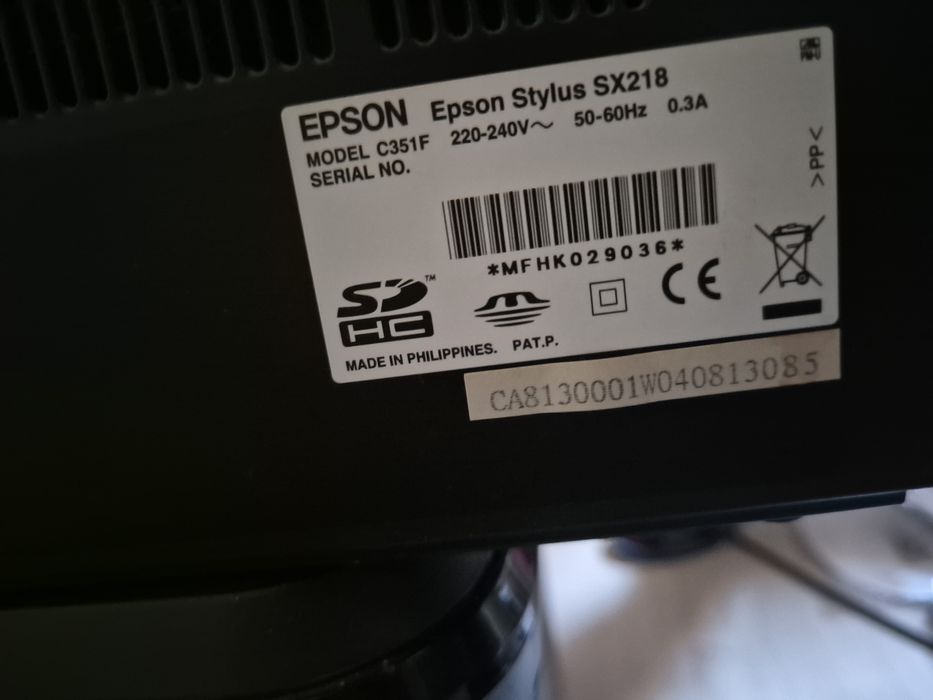 EPSON Epson Stylus SX218
MODEL C351F 220-240V～ 50-60Hz 0.3A
SERIAL NO.
*MFHK029036*
>PP<
SD HC ™
CE
MADE IN PHILIPPINES. PAT.P.
CA8130001W040813085